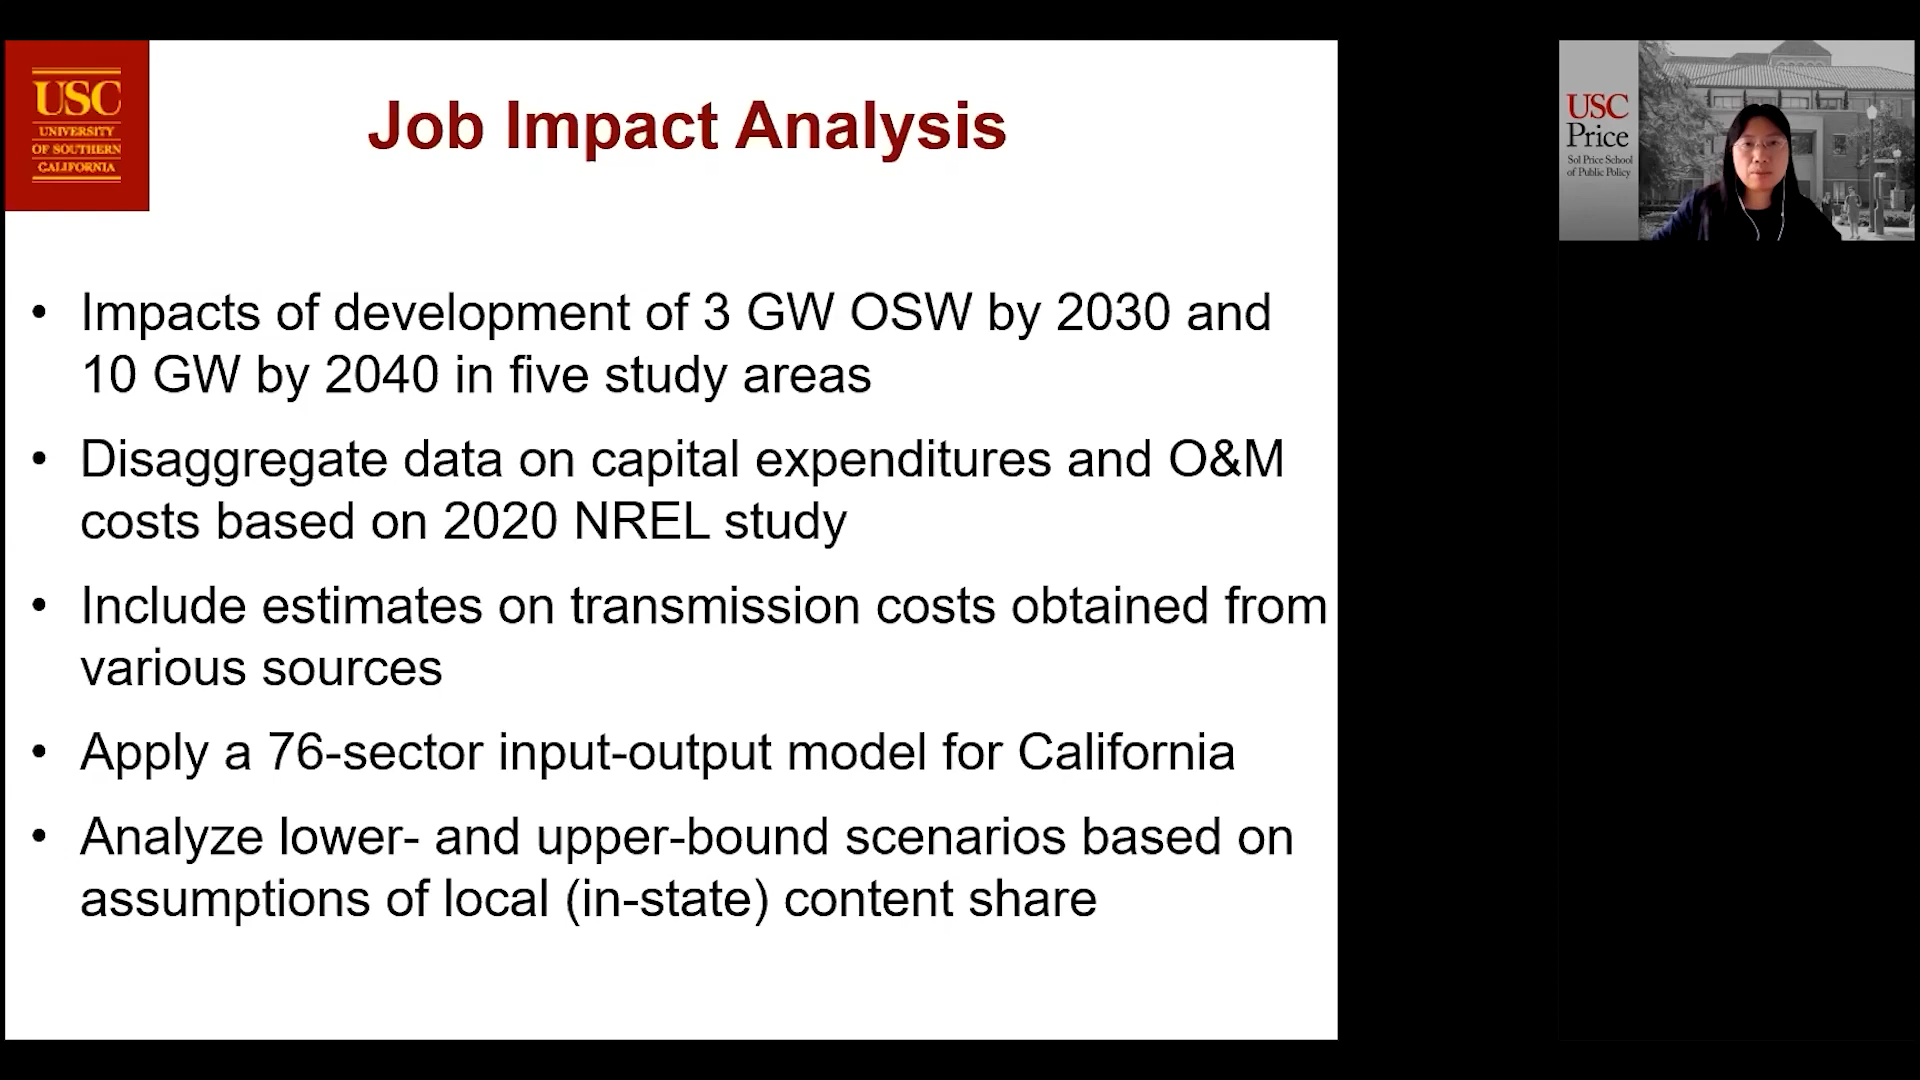 USC
UNIVERSITY
OF SOUTHERN
CALIFORNIA
Job Impact Analysis
• Impacts of development of 3 GW OSW by 2030 and
10 GW by 2040 in five study areas
• Disaggregate data on capital expenditures and O&M
costs based on 2020 NREL study
• Include estimates on transmission costs obtained from
various sources
• Apply a 76-sector input-output model for California
• Analyze lower- and upper-bound scenarios based on
assumptions of local (in-state) content share
USC
Price
Sol Price School
of Public Policy